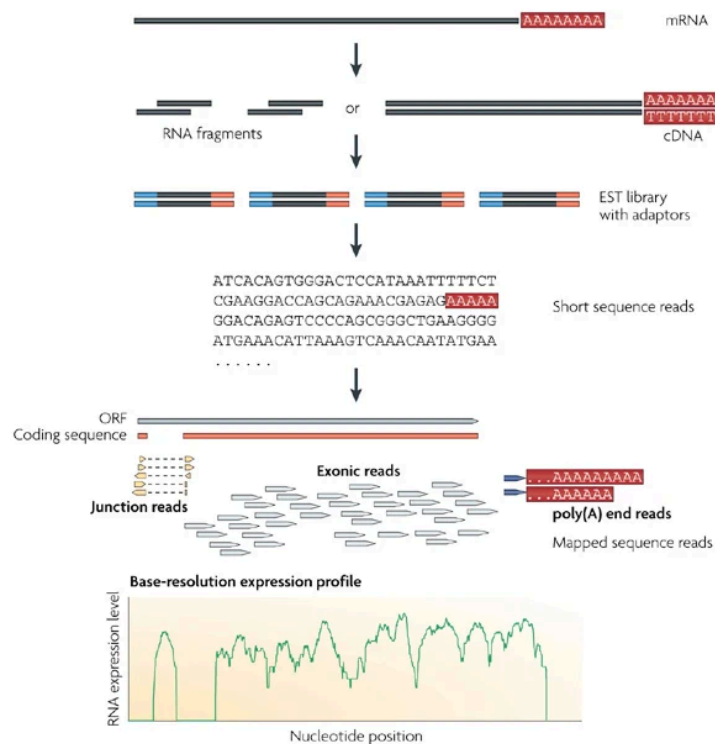 AAAAAAAA
mRNA
RNA fragments
or
AAAAAAA
TTTTTTT
cDNA
EST library
with adaptors
ATCACAGTGGGACTCCATAAATTTTTCT
CGAAGGACCAGCAGAAACGAGAGAAAAA
GGACAGAGTCCCCAGCGGGCTGAAGGGG
ATGAAACATTAAAGTCAAACAATATGAA
. . . . . .
Short sequence reads
ORF
Coding sequence
Junction reads
Exonic reads
...AAAAAAAAA
...AAAAAA
poly(A) end reads
Mapped sequence reads
Base-resolution expression profile
RNA expression level
Nucleotide position